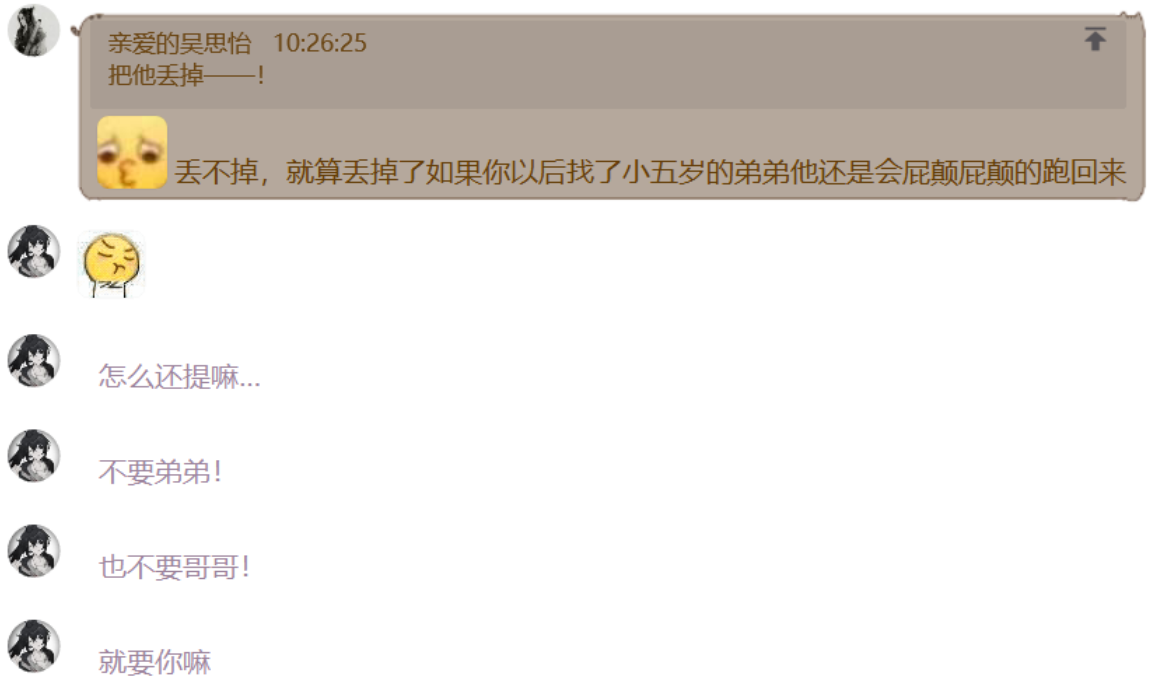 亲爱的吴思怡 10:26:25
把他丢掉——！
丢不掉，就算丢掉了如果你以后找了小五岁的弟弟他还是会屁颠屁颠的跑回来
怎么还提嘛...
不要弟弟！
也不要哥哥！
就要你嘛